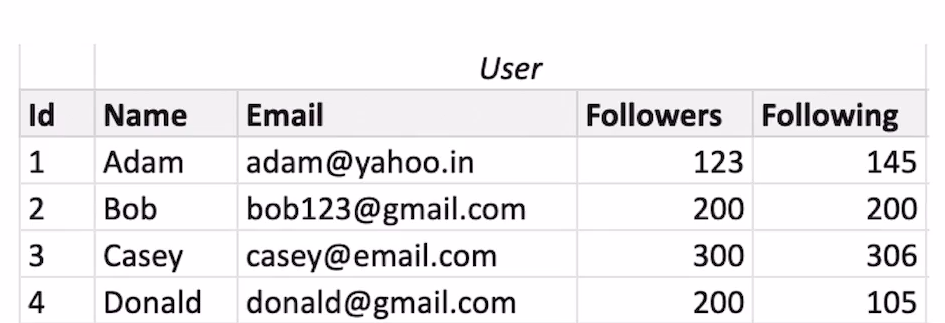 User
Id Name Email Followers Following
1 Adam adam@yahoo.in 123 145
2 Bob bob123@gmail.com 200 200
3 Casey casey@email.com 300 306
4 Donald donald@gmail.com 200 105